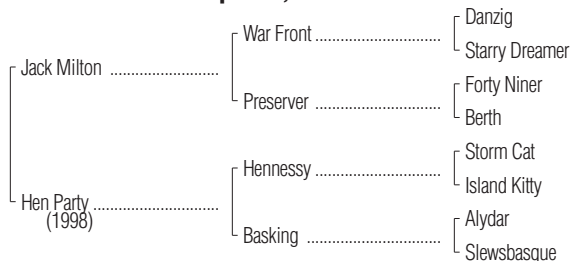 Danzig
War Front ........................
Starry Dreamer
Jack Milton .....................
Forty Niner
Preserver ........................
Berth
Storm Cat
Hennessy ........................
Island Kitty
Hen Party ........................
(1998)
Alydar
Basking ..........................
Slewsbasque